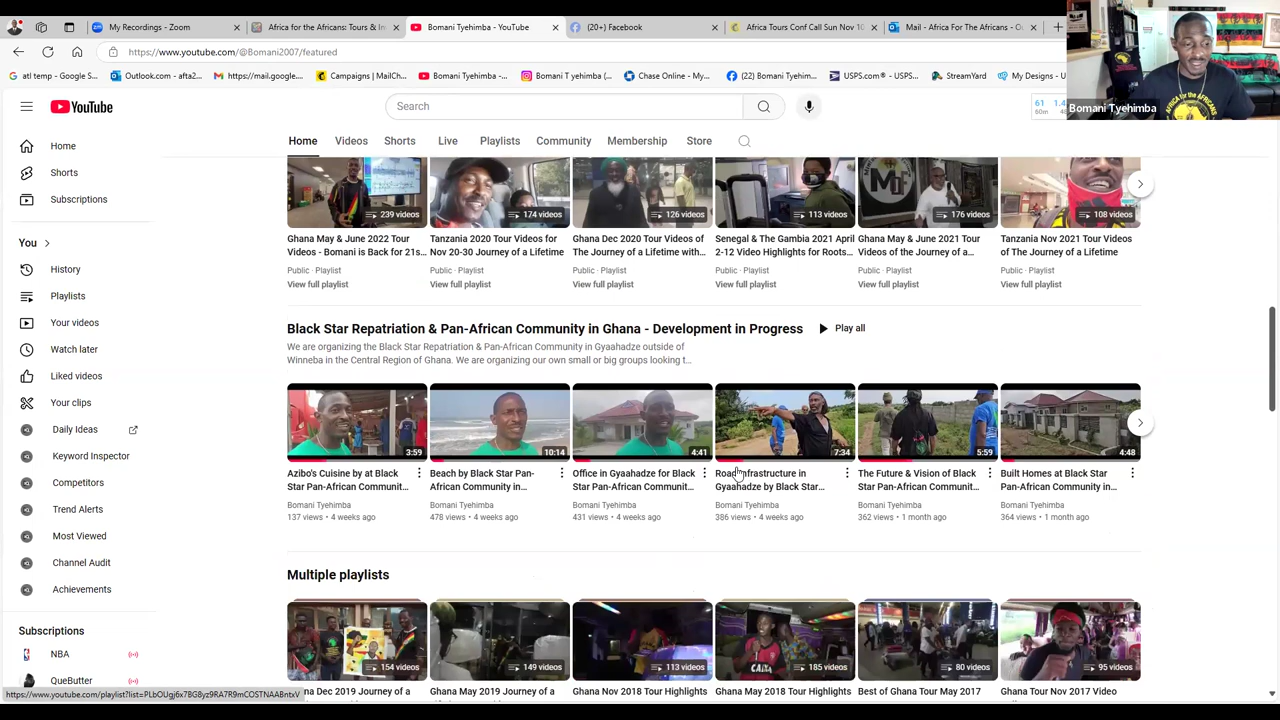 My Recordings - Zoom
Africa for the Africans: Tours f
Bomani Tyehimba - YouTube
(20+) Facebook
Africa Tours Conf Call Sun Nov 10
Mail - Africa For The Africans - O
https://www.youtube.com/@Bomani2007/featured
atl temp - Google S...
Outlook.com - afta2...
https://mail.google...
Campaigns | MailCh...
Bomani Tyehimba -...
Bomani T yehimba (...
Chase Online - My...
(22) Bomani Tyehim...
USPS.com® - USPS...
StreamYard
My Designs - U
YouTube
Search
61
60m
Bomani Tyehimba
Home
Videos
Shorts
Live
Playlists
Community
Membership
Store
Home
Shorts
Subscriptions
You
History
Playlists
Your videos
Watch later
Liked videos
Your clips
Daily Ideas
Keyword Inspector
Competitors
Trend Alerts
Most Viewed
Channel Audit
Achievements
Subscriptions
NBA
QueButter
239 videos
174 videos
126 videos
113 videos
176 videos
108 videos
Ghana May & June 2022 Tour
Videos - Bomani is Back for 21s...
Public · Playlist
View full playlist
Tanzania 2020 Tour Videos for
Nov 20-30 Journey of a Lifetime
Public · Playlist
View full playlist
Ghana Dec 2020 Tour Videos of
The Journey of a Lifetime with...
Public · Playlist
View full playlist
Senegal & The Gambia 2021 April
2-12 Video Highlights for Roots...
Public · Playlist
View full playlist
Ghana May & June 2021 Tour
Videos of the Journey of a...
Public · Playlist
View full playlist
Tanzania Nov 2021 Tour Videos
of The Journey of a Lifetime
Public · Playlist
View full playlist
Black Star Repatriation & Pan-African Community in Ghana - Development in Progress
Play all
We are organizing the Black Star Repatriation & Pan-African Community in Gyaahadze outside of
Winneba in the Central Region of Ghana. We are organizing our own small or big groups looking t...
3:59
10:14
4:41
7:34
5:59
4:48
Azibo's Cuisine by at Black
Star Pan-African Communit...
Bomani Tyehimba
137 views • 4 weeks ago
Beach by Black Star Pan-
African Community in...
Bomani Tyehimba
478 views • 4 weeks ago
Office in Gyaahadze for Black
Star Pan-African Communit...
Bomani Tyehimba
431 views • 4 weeks ago
Road Infrastructure in
Gyaahadze by Black Star...
Bomani Tyehimba
386 views • 4 weeks ago
The Future & Vision of Black
Star Pan-African Communit...
Bomani Tyehimba
362 views • 1 month ago
Built Homes at Black Star
Pan-African Community in...
Bomani Tyehimba
364 views • 1 month ago
Multiple playlists
154 videos
149 videos
113 videos
185 videos
80 videos
95 videos
Ghana Dec 2019 Journey of a
Ghana May 2019 Journey of a
Ghana Nov 2018 Tour Highlights
Ghana May 2018 Tour Highlights
Best of Ghana Tour May 2017
Ghana Tour Nov 2017 Video